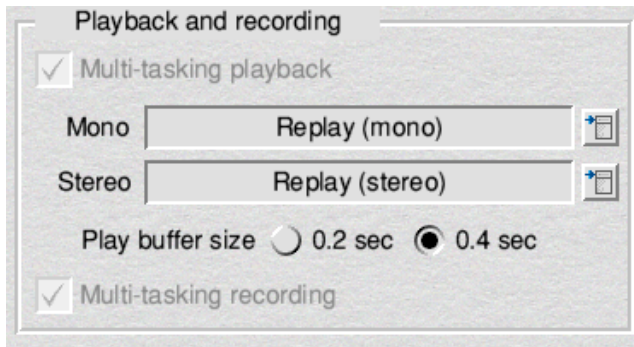 Playback and recording
Multi-tasking playback
Mono Replay (mono)
Stereo Replay (stereo)
Play buffer size 0.2 sec 0.4 sec
Multi-tasking recording